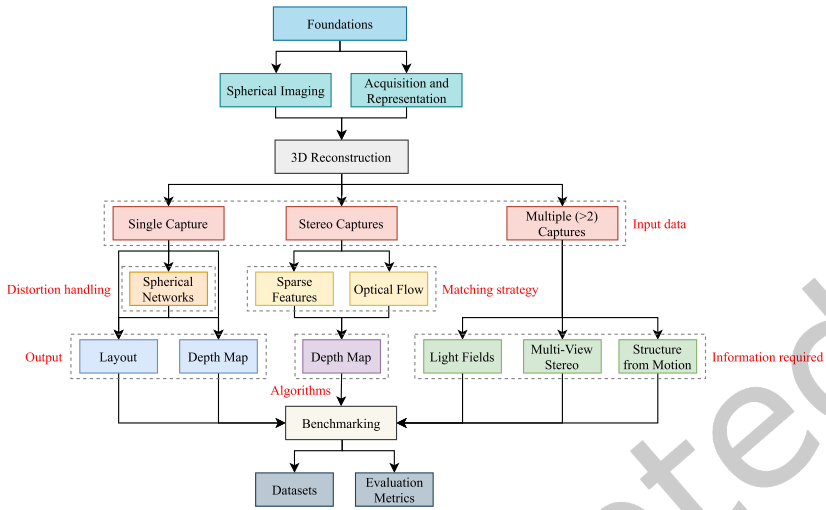 Foundations
Spherical Imaging
Acquisition and
Representation
3D Reconstruction
Single Capture
Stereo Captures
Multiple (>2)
Captures
Input data
Distortion handling
Spherical
Networks
Sparse
Features
Optical Flow
Matching strategy
Output
Layout
Depth Map
Depth Map
Light Fields
Multi-View
Stereo
Structure
from Motion
Information required
Algorithms
Benchmarking
Datasets
Evaluation
Metrics